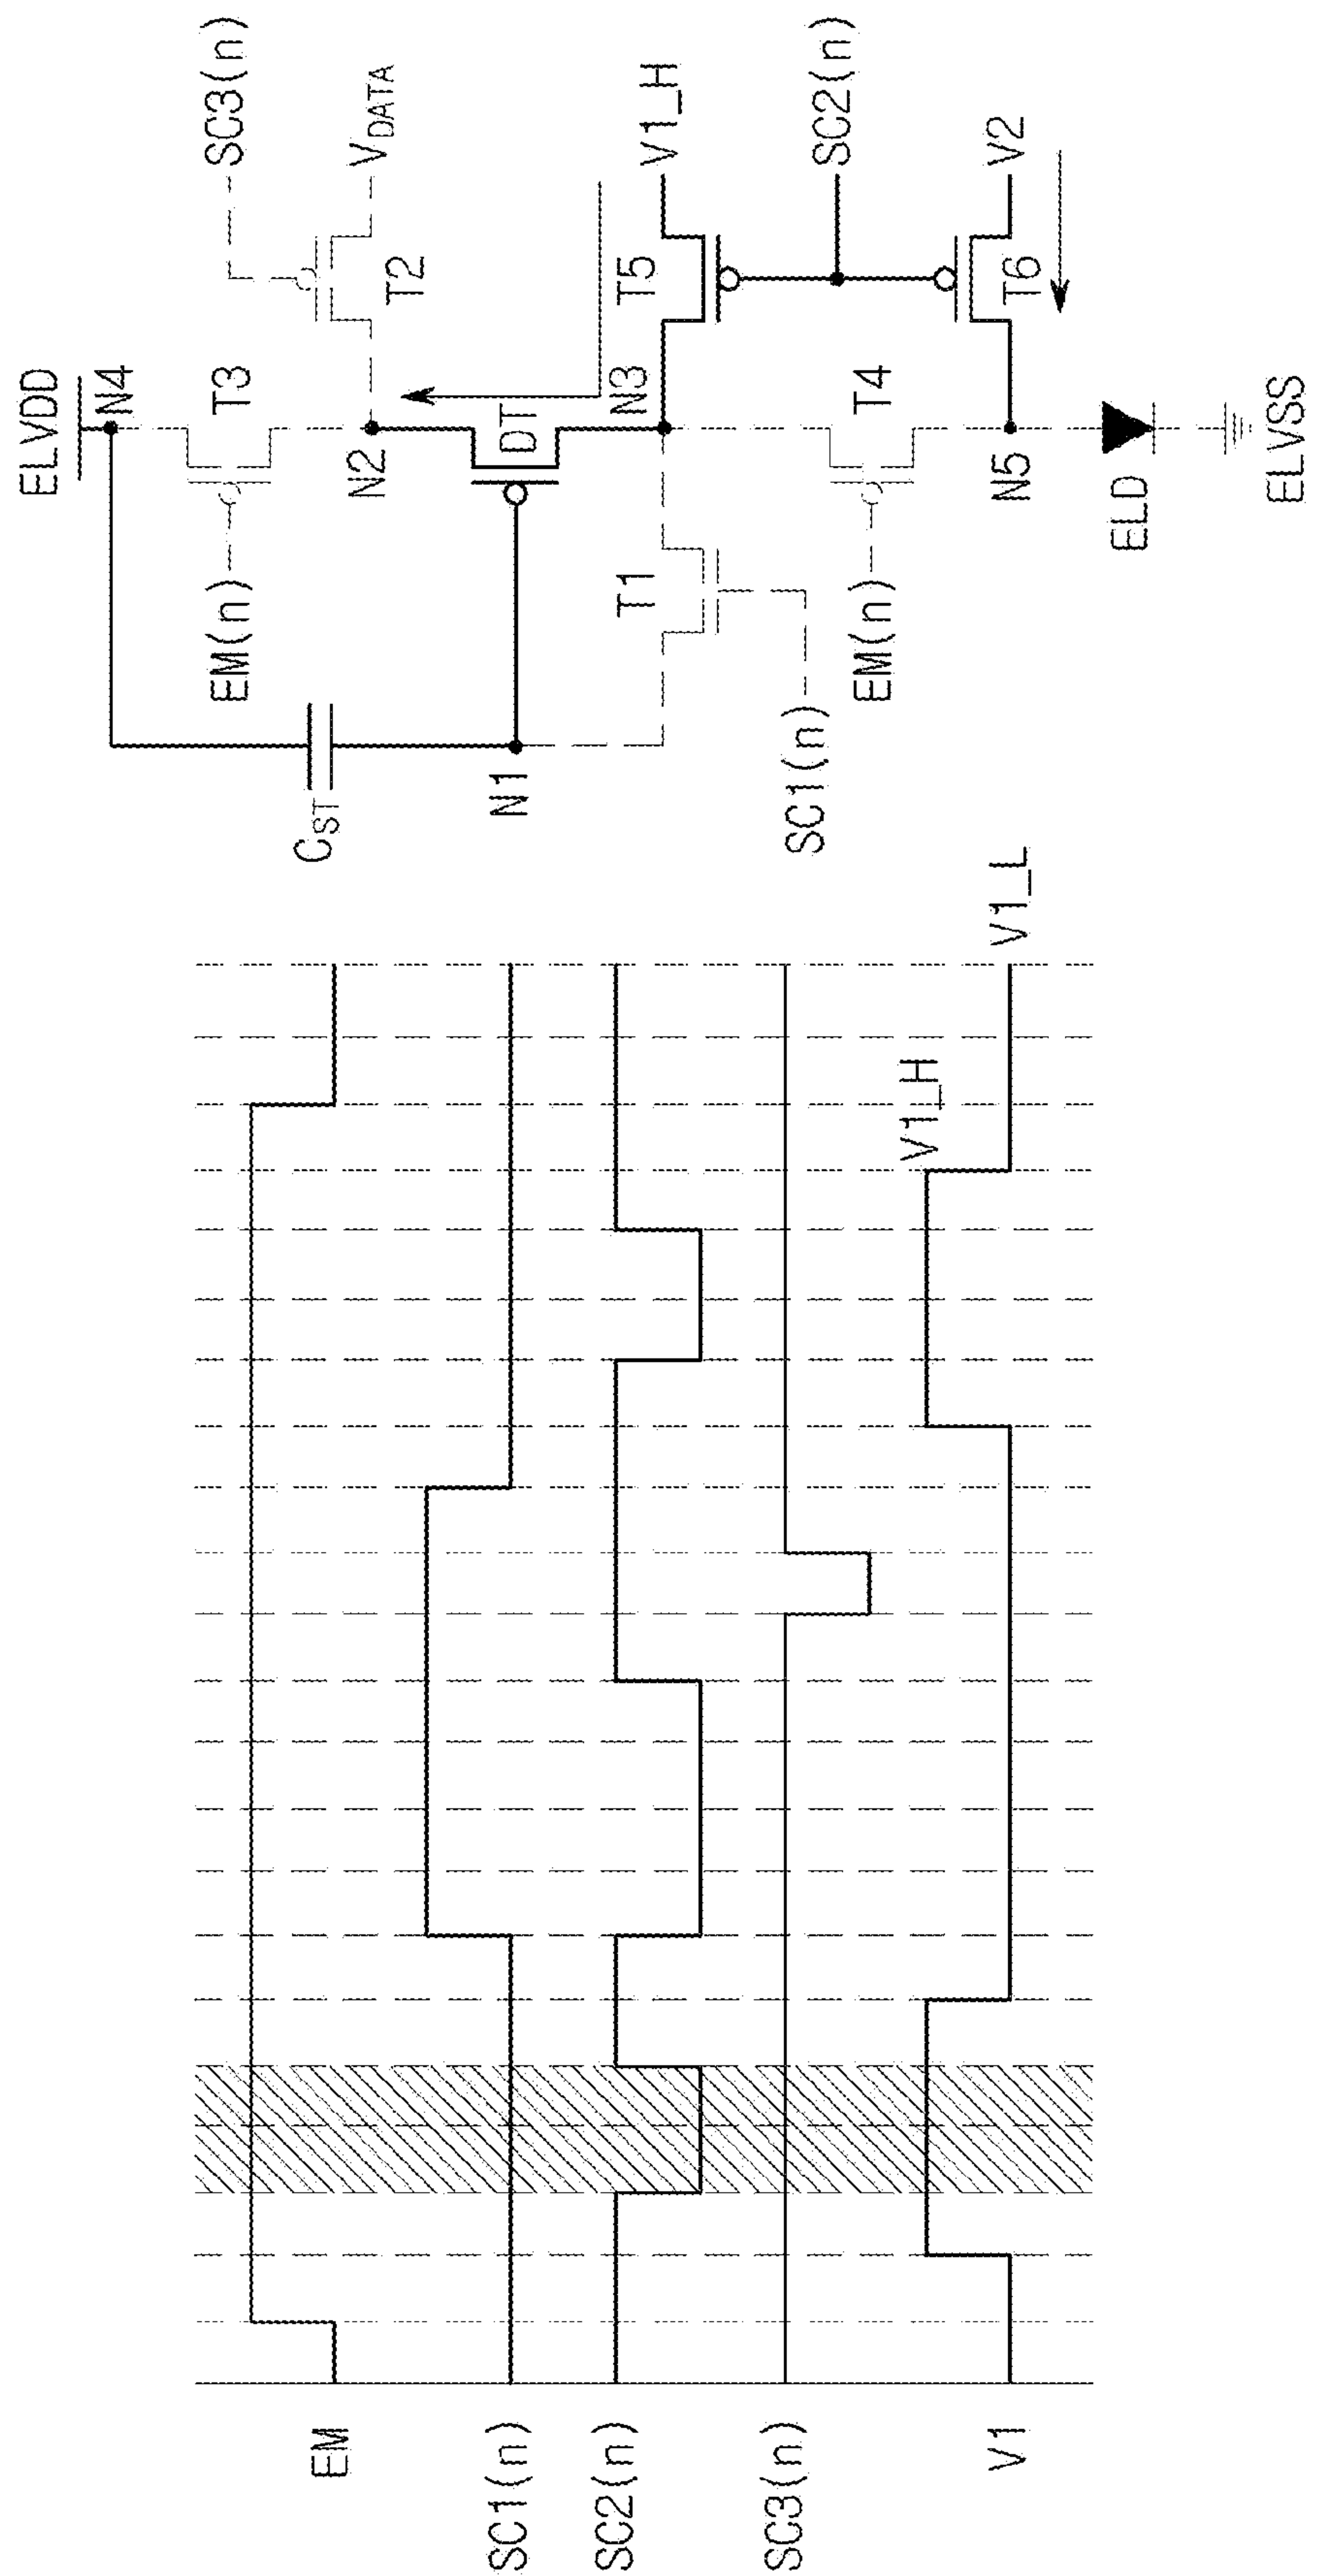 EM
SC1(n)
SC2(n)
SC3(n)
V1
V1_H
V1_L
ELVDD
N4
SC3(n)
T3
T2
VDATA
EM(n)
CST
N2
DT
N1
N3
T5
V1_H
T1
SC1(n)
SC2(n)
T4
EM(n)
T6
V2
N5
ELD
ELVSS